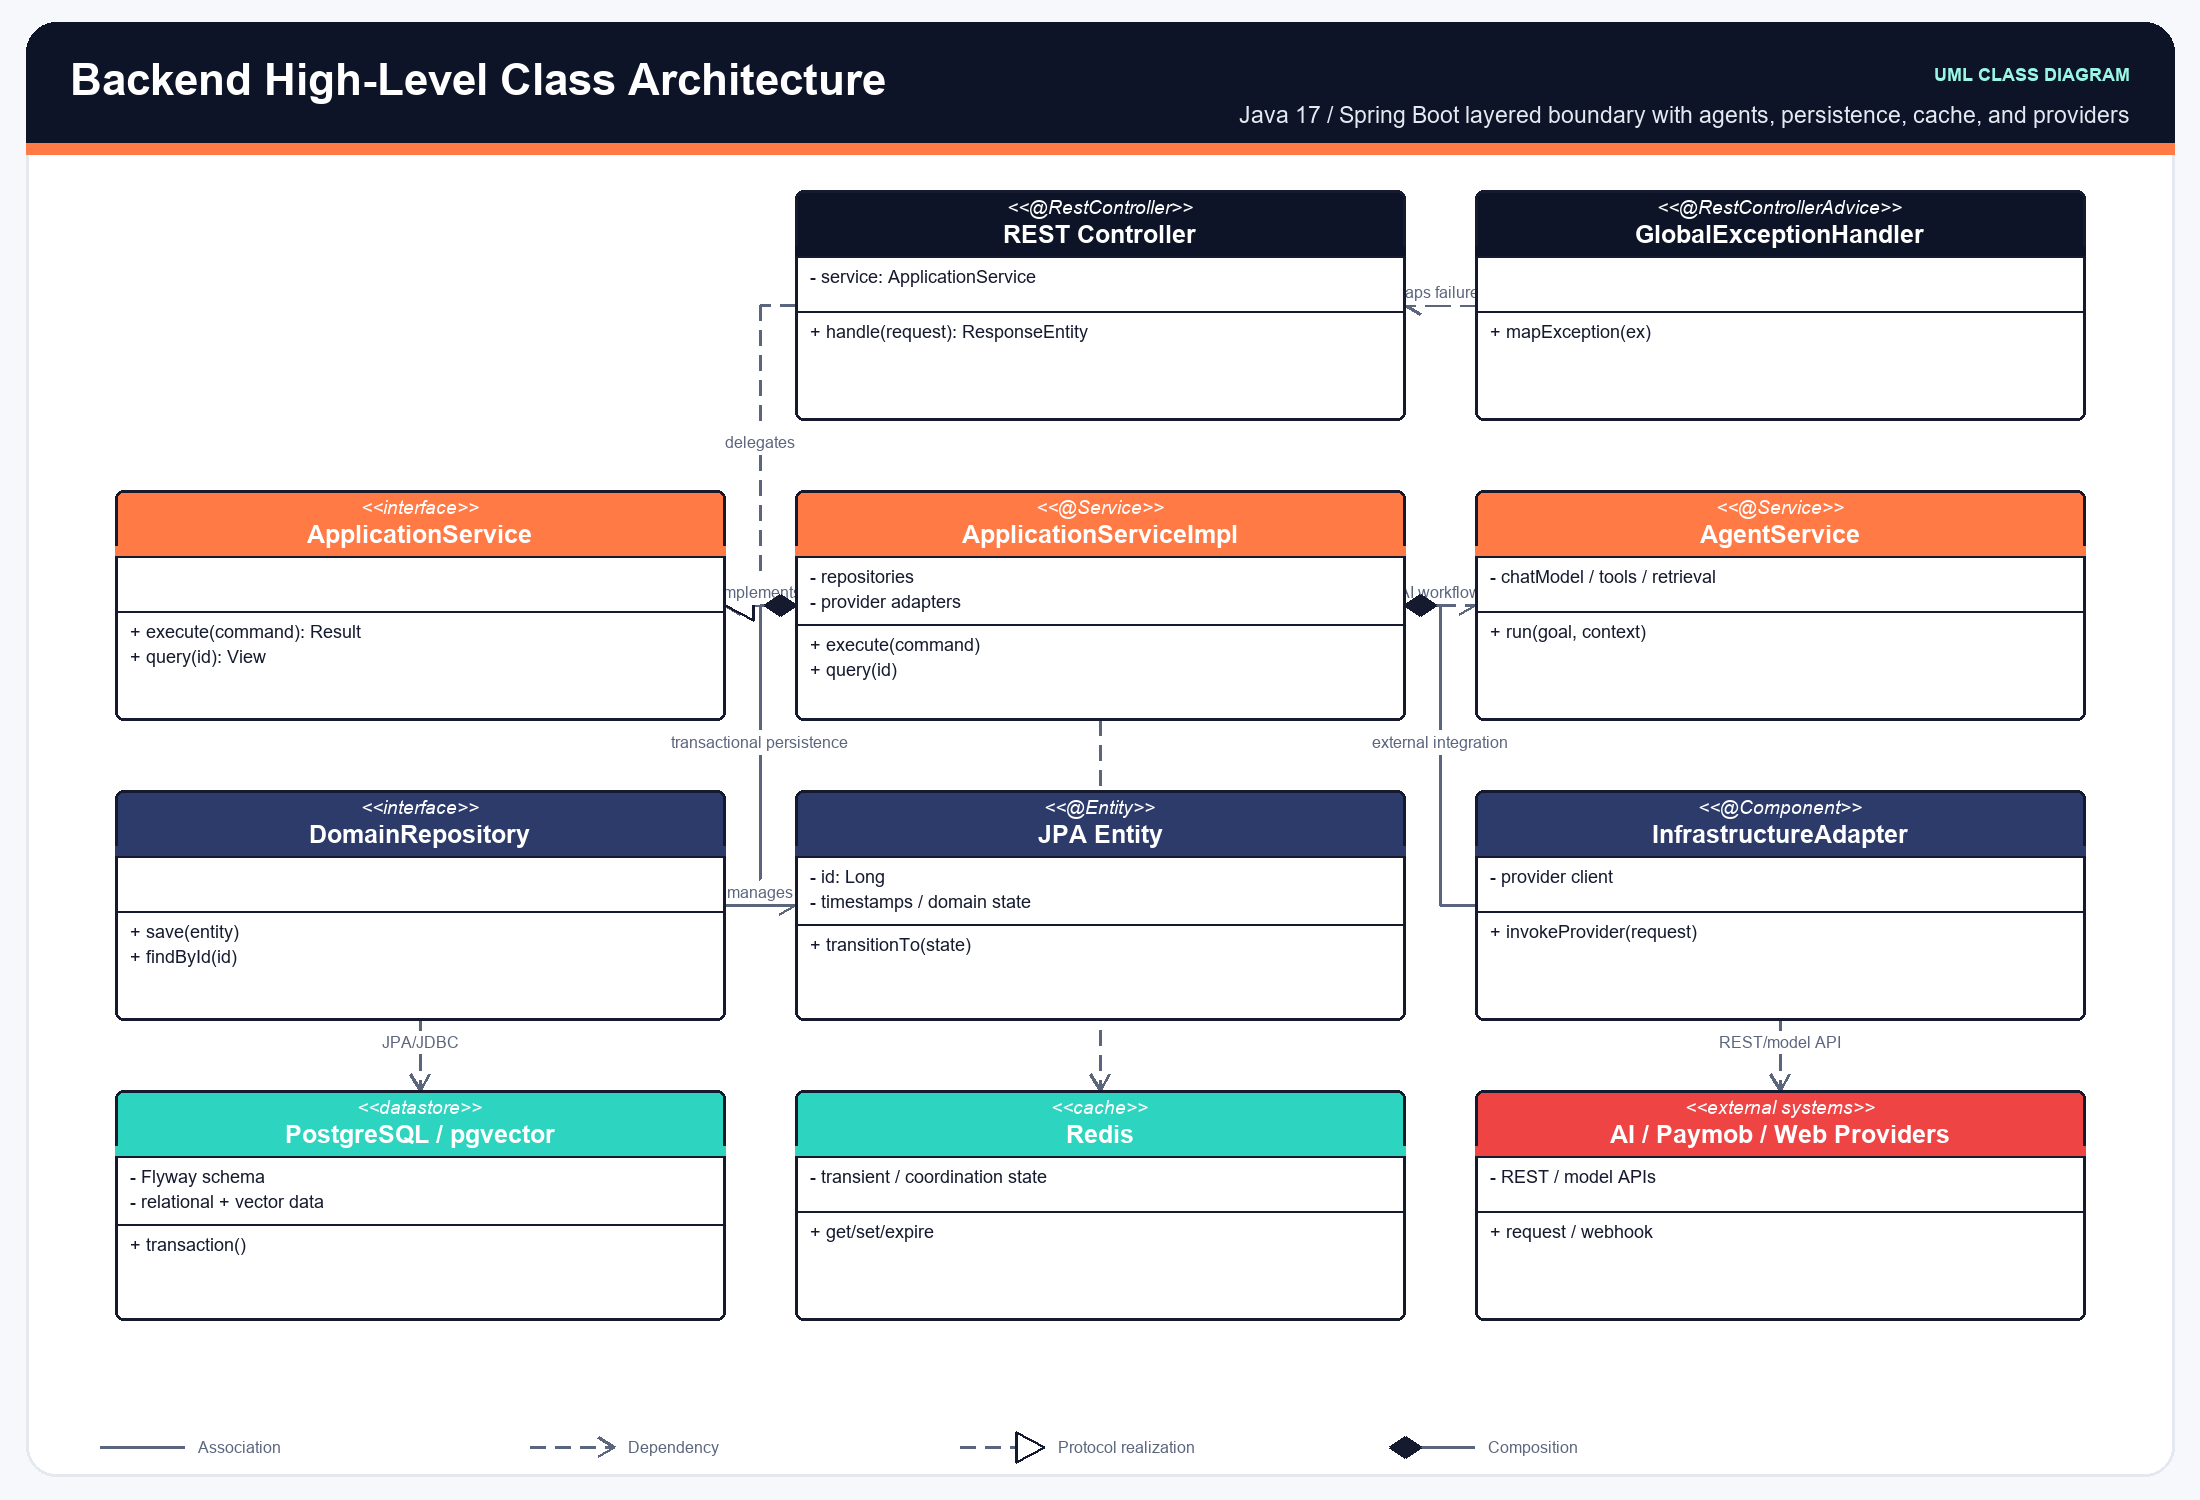 Backend High-Level Class Architecture
UML CLASS DIAGRAM
Java 17 / Spring Boot layered boundary with agents, persistence, cache, and providers
<<@RestController>>
REST Controller
- service: ApplicationService
+ handle(request): ResponseEntity
<<@RestControllerAdvice>>
GlobalExceptionHandler
+ mapException(ex)
aps failure
delegates
<<interface>>
ApplicationService
+ execute(command): Result
+ query(id): View
mplements
<<@Service>>
ApplicationServiceImpl
- repositories
- provider adapters
+ execute(command)
+ query(id)
AI workflow
<<@Service>>
AgentService
- chatModel / tools / retrieval
+ run(goal, context)
transactional persistence
external integration
<<interface>>
DomainRepository
+ save(entity)
+ findById(id)
manages
<<@Entity>>
JPA Entity
- id: Long
- timestamps / domain state
+ transitionTo(state)
<<@Component>>
InfrastructureAdapter
- provider client
+ invokeProvider(request)
JPA/JDBC
REST/model API
<<datastore>>
PostgreSQL / pgvector
- Flyway schema
- relational + vector data
+ transaction()
<<cache>>
Redis
- transient / coordination state
+ get/set/expire
<<external systems>>
AI / Paymob / Web Providers
- REST / model APIs
+ request / webhook
Association
Dependency
Protocol realization
Composition